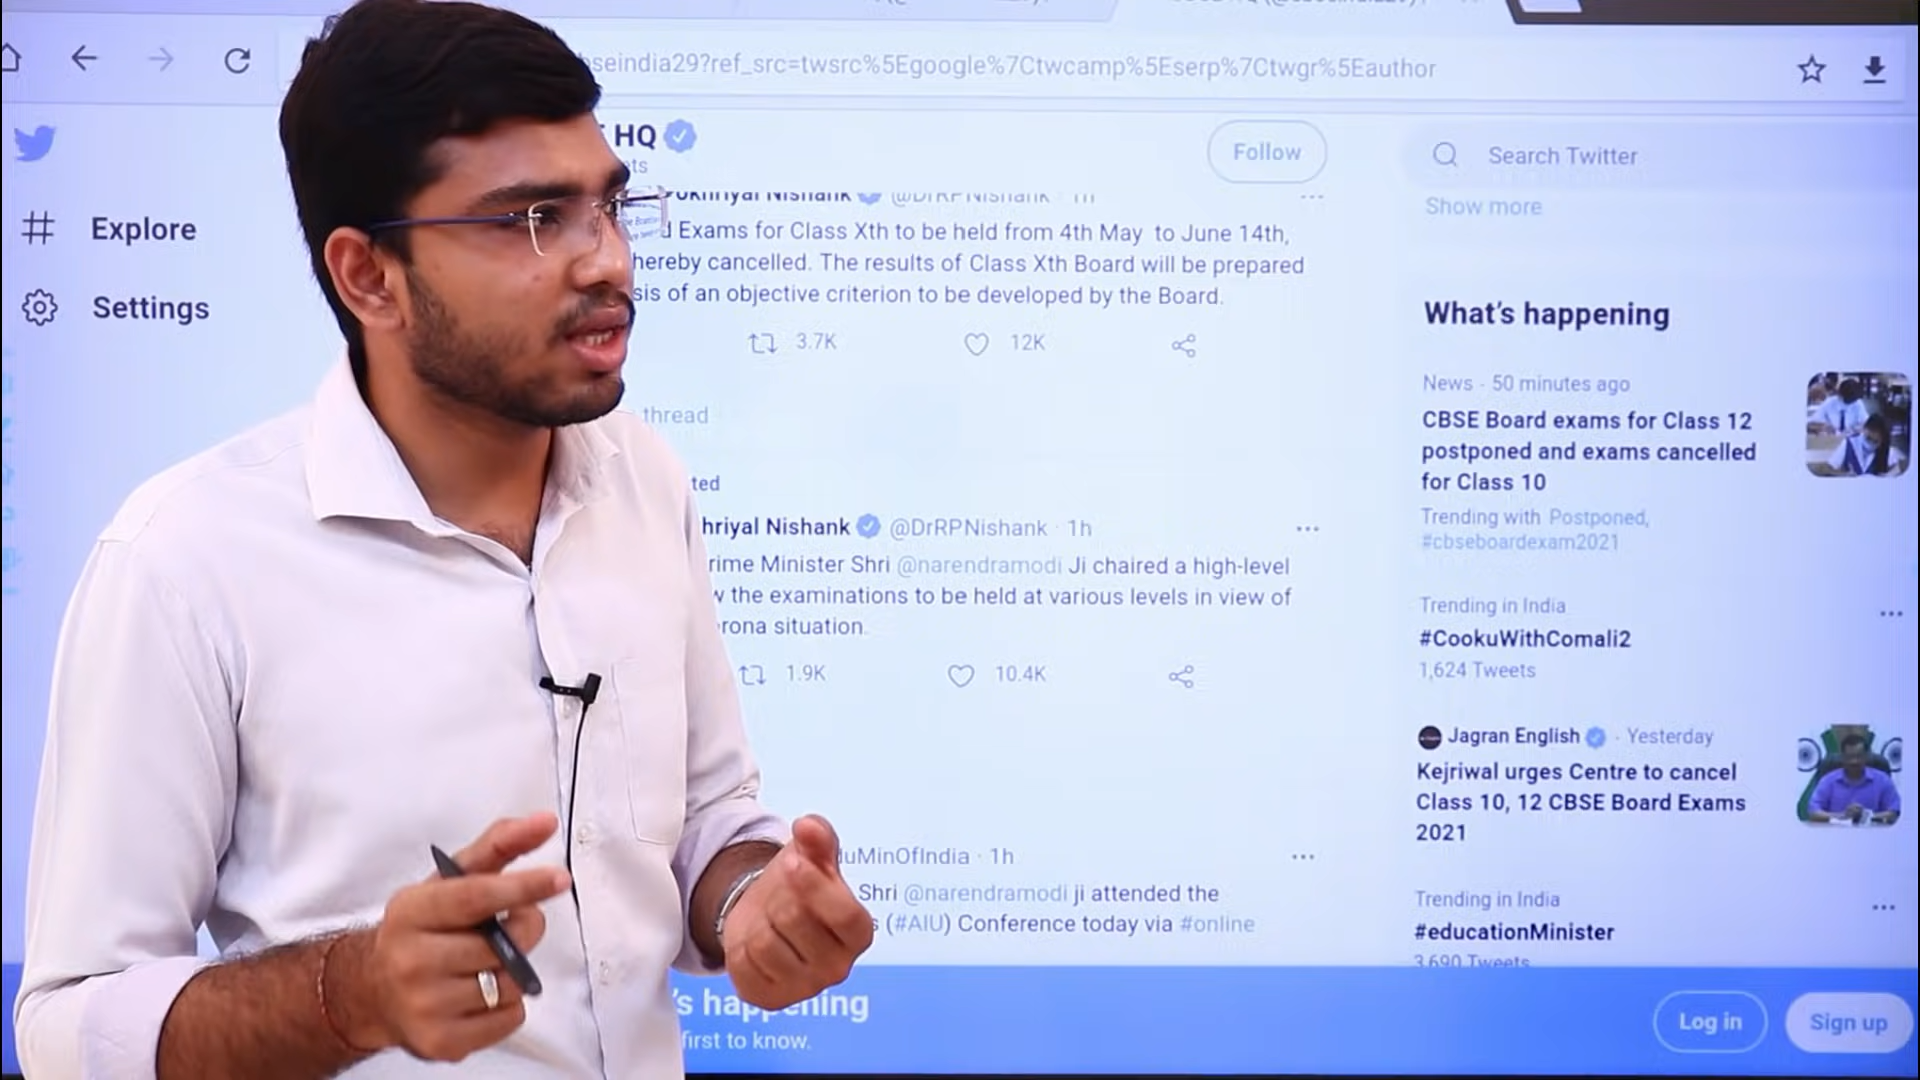 seindia29?ref_src=twsrc%5Egoogle%7Ctwcamp%5Eserp%7Ctwgr%5Eauthor
HQ
Follow
Search Twitter
Show more
Explore
Settings
Nishank @DrRPNishank · 1h
Exams for Class Xth to be held from 4th May to June 14th,
hereby cancelled. The results of Class Xth Board will be prepared
sis of an objective criterion to be developed by the Board.
3.7K 12K
thread
ted
hriyal Nishank @DrRPNishank · 1h
rime Minister Shri @narendramodi Ji chaired a high-level
the examinations to be held at various levels in view of
rona situation.
1.9K 10.4K
duMinOfIndia · 1h
Shri @narendramodi ji attended the
(#AIU) Conference today via #online
What's happening
News · 50 minutes ago
CBSE Board exams for Class 12
postponed and exams cancelled
for Class 10
Trending with Postponed,
#cbseboardexam2021
Trending in India
#CookuWithComali2
1,624 Tweets
Jagran English · Yesterday
Kejriwal urges Centre to cancel
Class 10, 12 CBSE Board Exams
2021
Trending in India
#educationMinister
3,690 Tweets
's happening
first to know.
Log in
Sign up